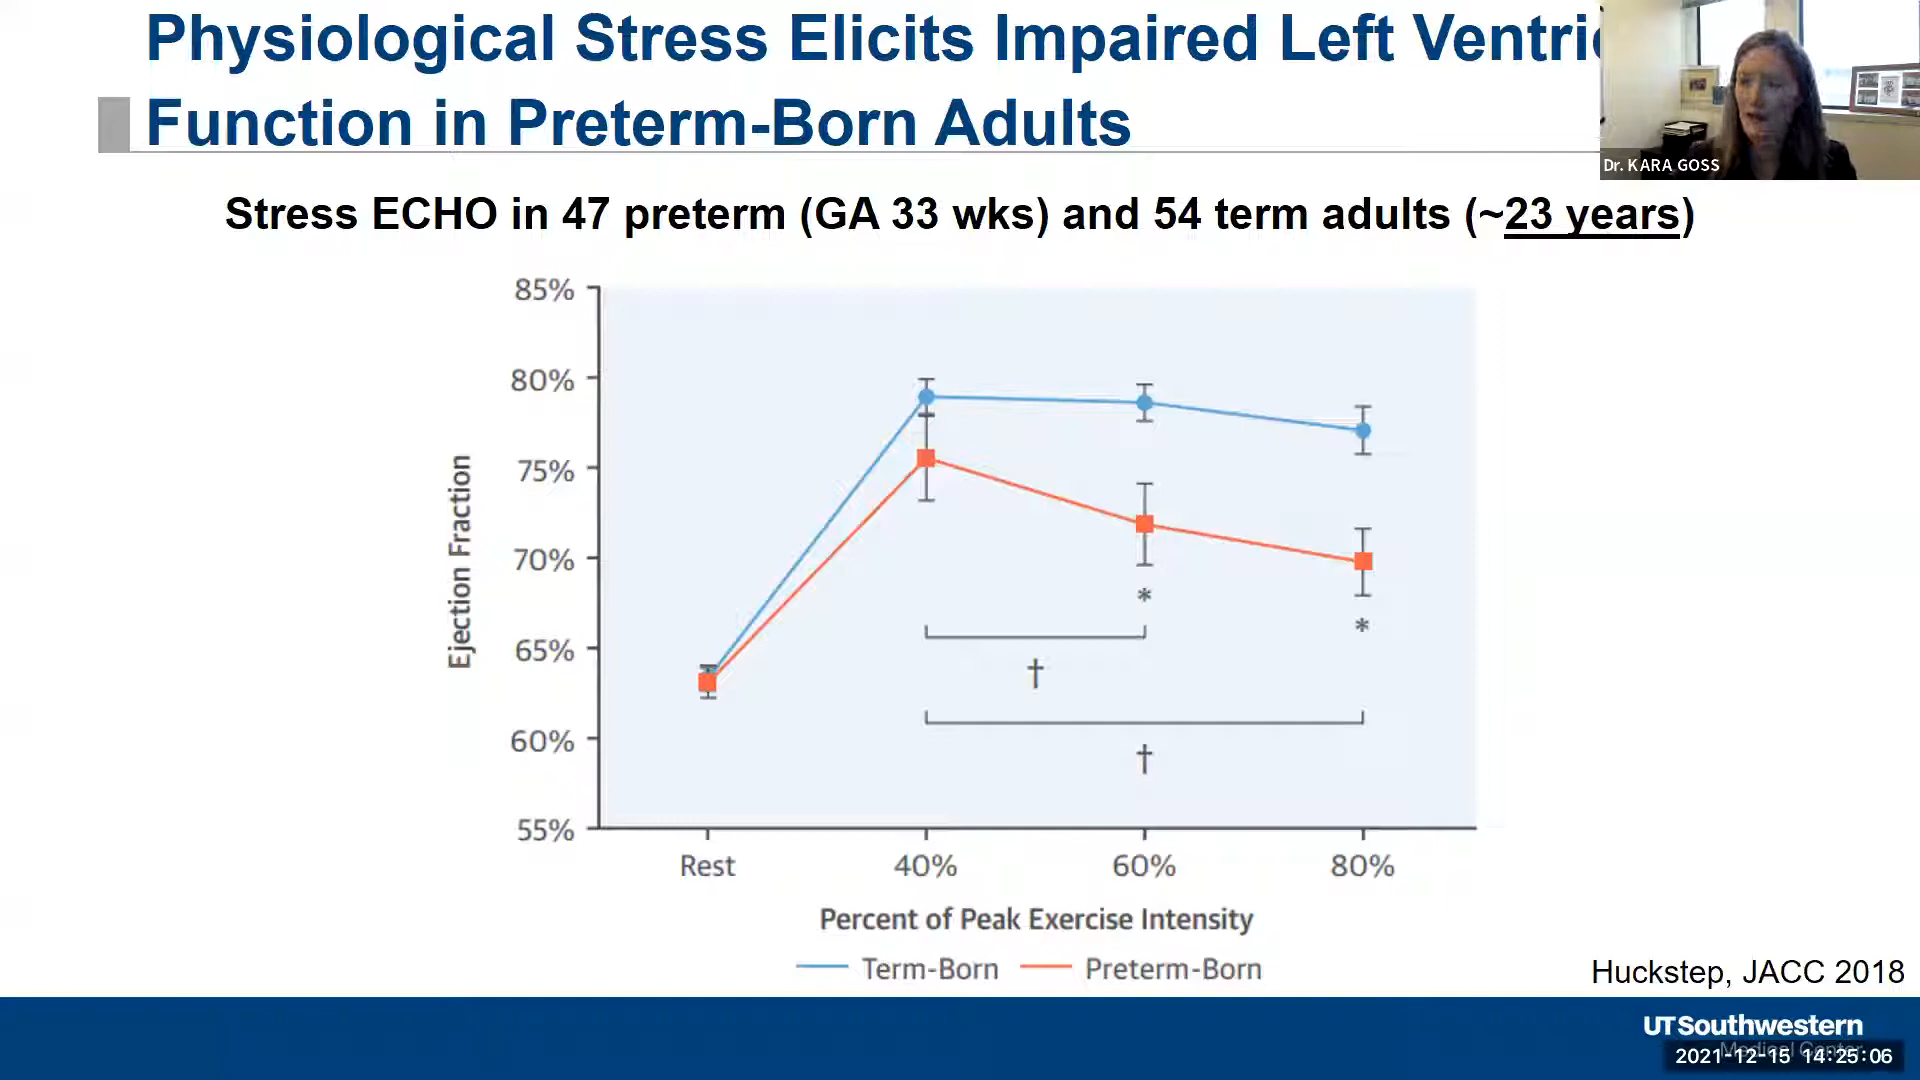 Physiological Stress Elicits Impaired Left Ventric
Function in Preterm-Born Adults
Dr. KARA GOSS
Stress ECHO in 47 preterm (GA 33 wks) and 54 term adults (~23 years)
85%
80%
75%
70%
65%
60%
55%
Ejection Fraction
*
*
†
†
Rest 40% 60% 80%
Percent of Peak Exercise Intensity
Term-Born Preterm-Born
Huckstep, JACC 2018
UTSouthwestern
Medical Center
2021-12-15 14:25:06